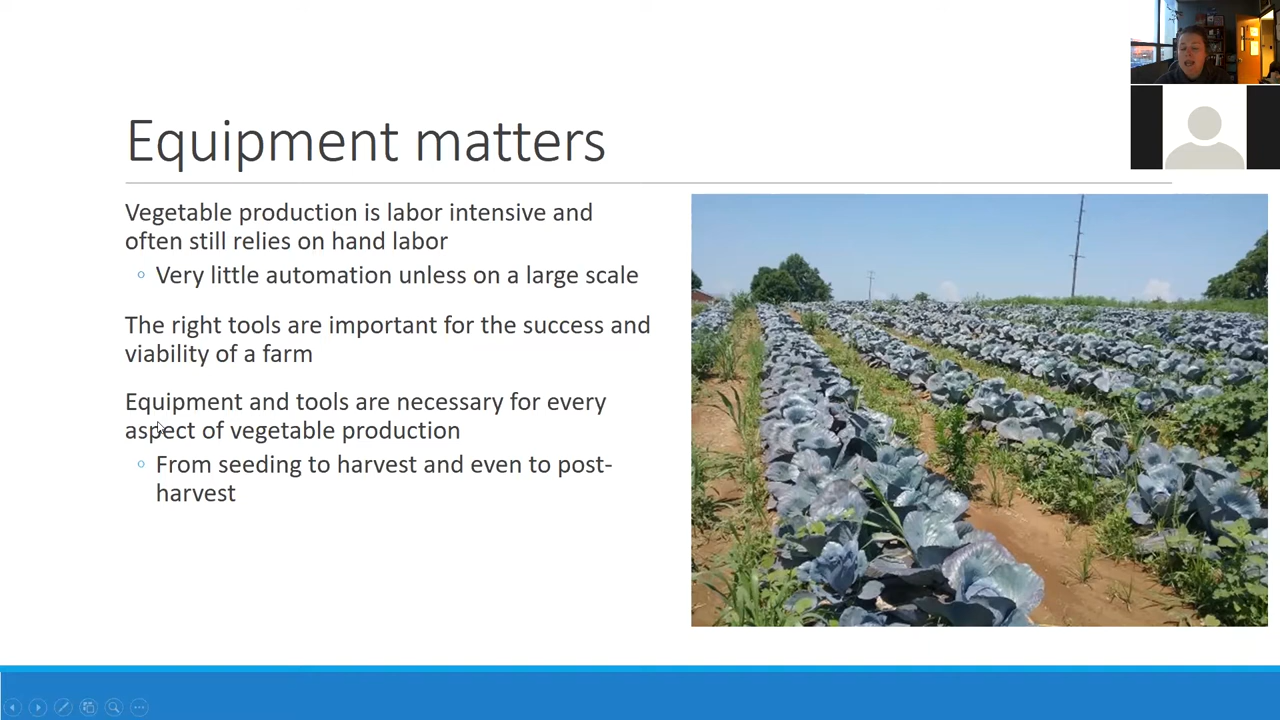 Equipment matters
Vegetable production is labor intensive and
often still relies on hand labor
Very little automation unless on a large scale
The right tools are important for the success and
viability of a farm
Equipment and tools are necessary for every
aspect of vegetable production
From seeding to harvest and even to post-
harvest